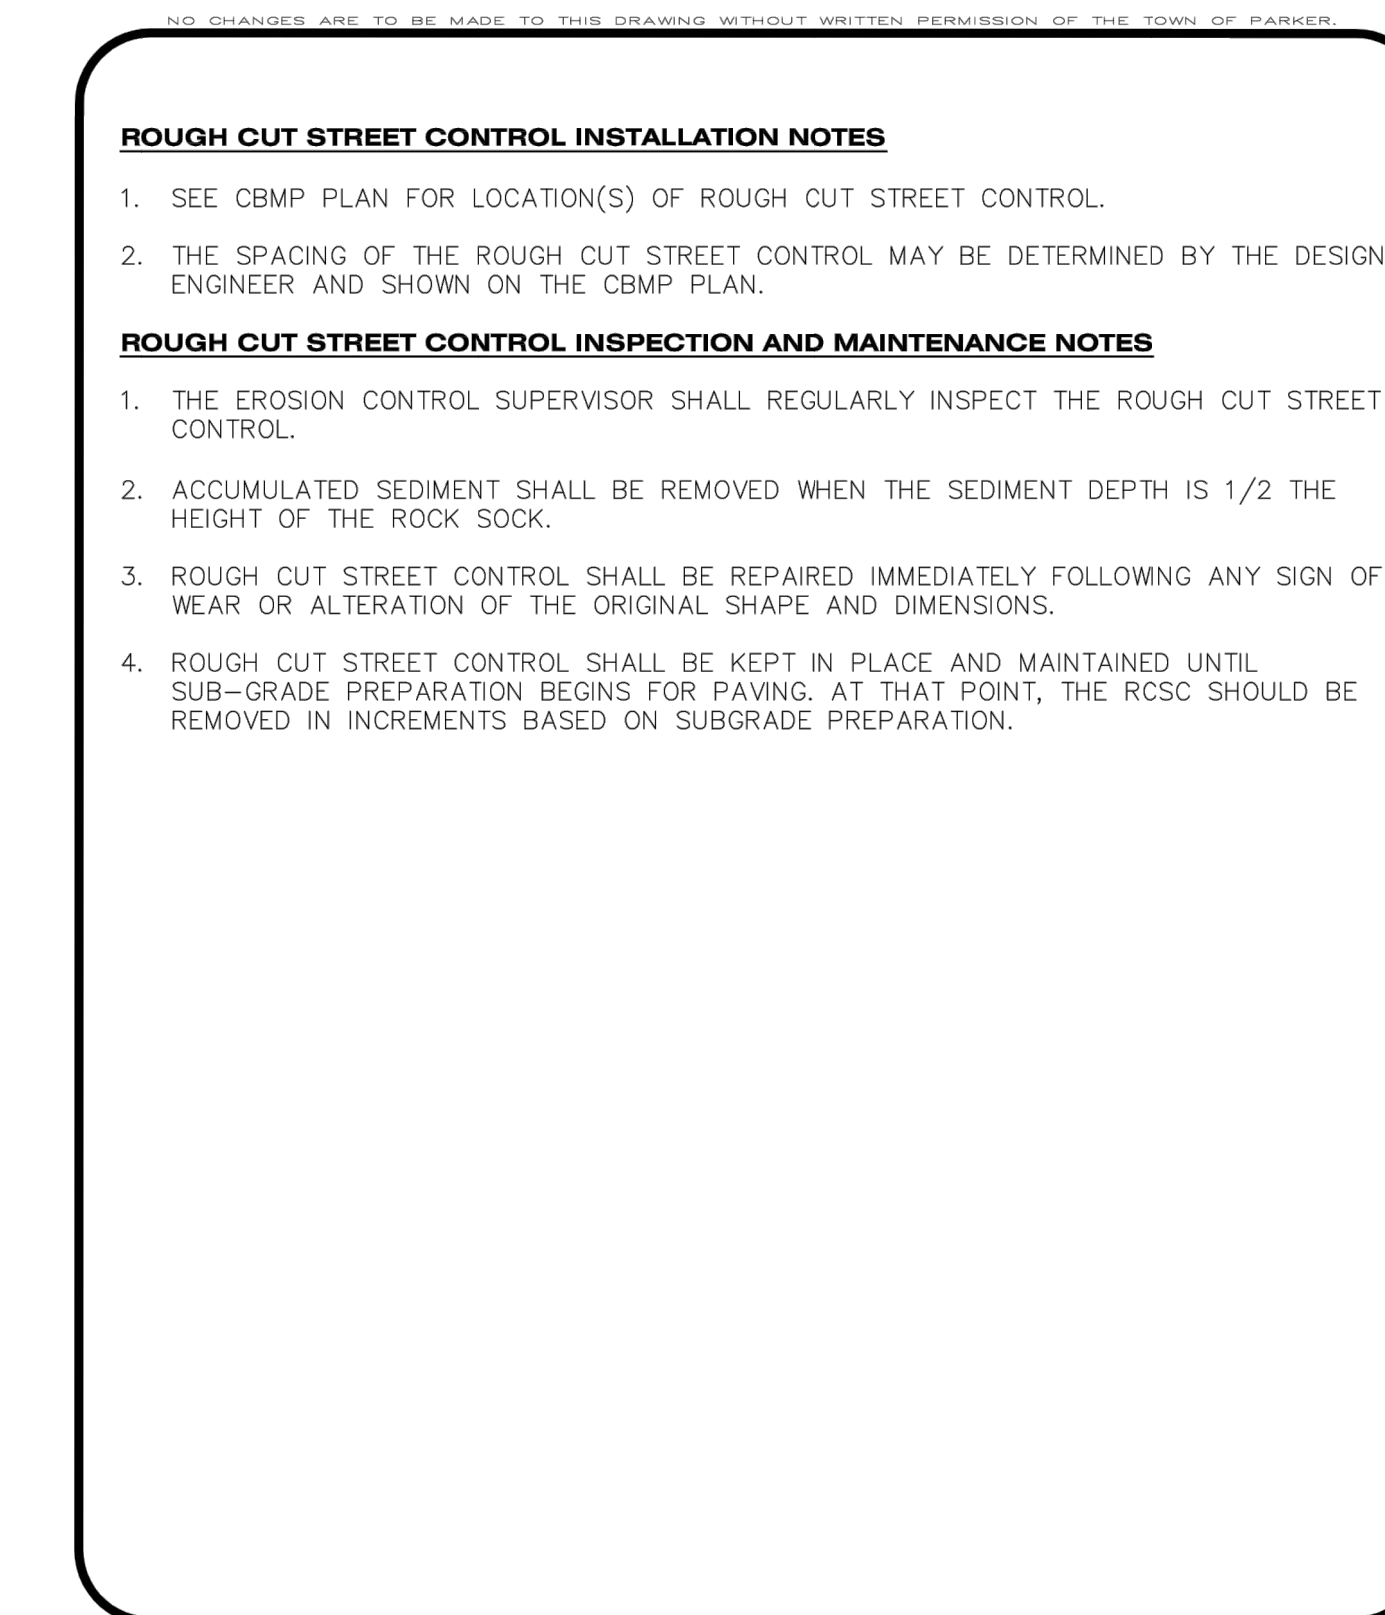 NO CHANGES ARE TO BE MADE TO THIS DRAWING WITHOUT WRITTEN PERMISSION OF THE TOWN OF PARKER.
ROUGH CUT STREET CONTROL INSTALLATION NOTES
1. SEE CBMP PLAN FOR LOCATION(S) OF ROUGH CUT STREET CONTROL.
2. THE SPACING OF THE ROUGH CUT STREET CONTROL MAY BE DETERMINED BY THE DESIGN
ENGINEER AND SHOWN ON THE CBMP PLAN.
ROUGH CUT STREET CONTROL INSPECTION AND MAINTENANCE NOTES
1. THE EROSION CONTROL SUPERVISOR SHALL REGULARLY INSPECT THE ROUGH CUT STREET
CONTROL.
2. ACCUMULATED SEDIMENT SHALL BE REMOVED WHEN THE SEDIMENT DEPTH IS 1/2 THE
HEIGHT OF THE ROCK SOCK.
3. ROUGH CUT STREET CONTROL SHALL BE REPAIRED IMMEDIATELY FOLLOWING ANY SIGN OF
WEAR OR ALTERATION OF THE ORIGINAL SHAPE AND DIMENSIONS.
4. ROUGH CUT STREET CONTROL SHALL BE KEPT IN PLACE AND MAINTAINED UNTIL
SUB-GRADE PREPARATION BEGINS FOR PAVING. AT THAT POINT, THE RCSC SHOULD BE
REMOVED IN INCREMENTS BASED ON SUBGRADE PREPARATION.